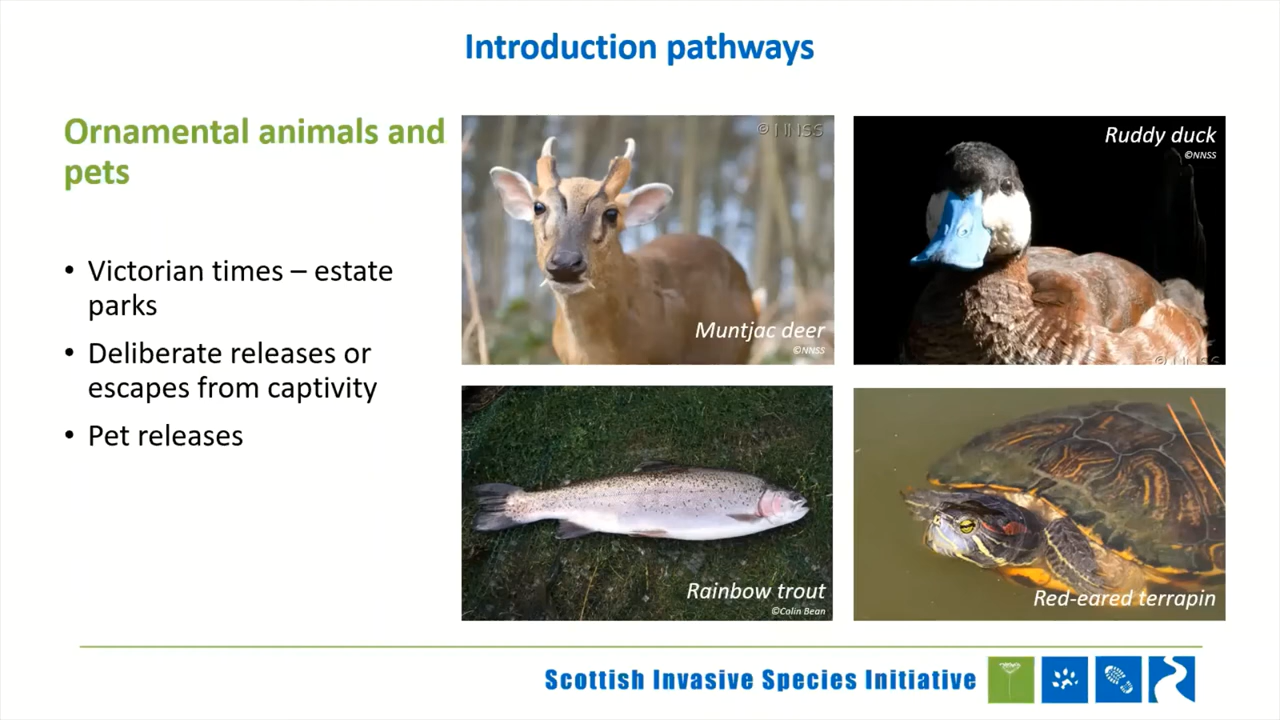 Introduction pathways
Ornamental animals and
pets
• Victorian times – estate
parks
• Deliberate releases or
escapes from captivity
• Pet releases
© NNSS
Muntjac deer
©NNSS
Ruddy duck
©NNSS
© NNSS
Rainbow trout
©Colin Bean
Red-eared terrapin
Scottish Invasive Species Initiative